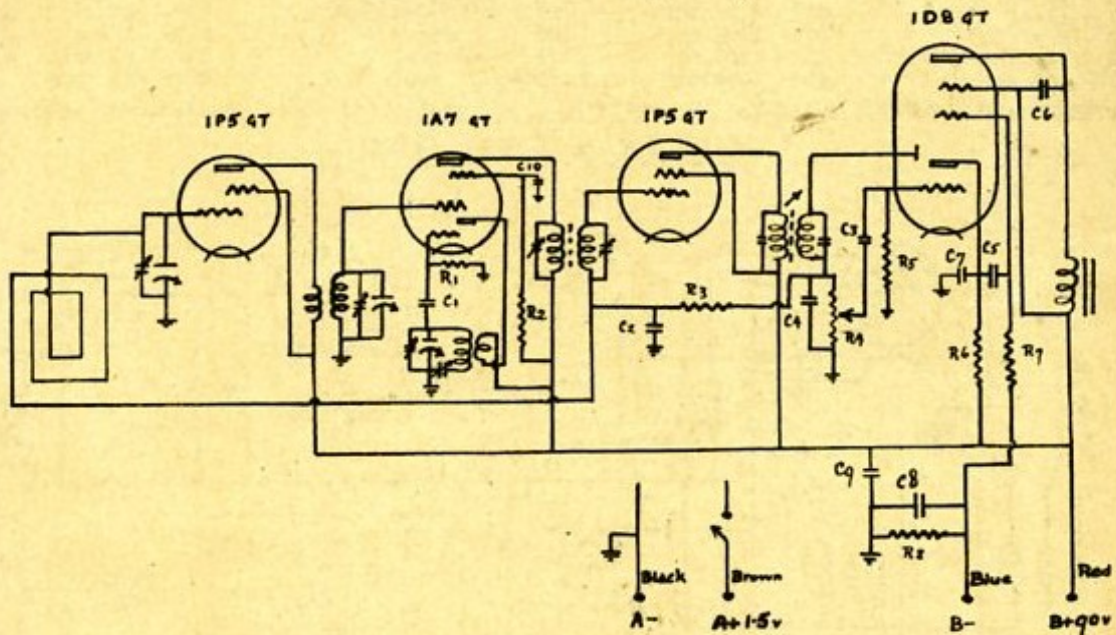 1D8 GT
1P5 GT
1A7 GT
1P5 GT
C10
C6
R1
C1
R2
C2
R3
C3
C4
R4
R5
C7
C5
R6
R7
C9
C8
R8
Black
Brown
Blue
Red
A-
A+1.5v
B-
B+90v